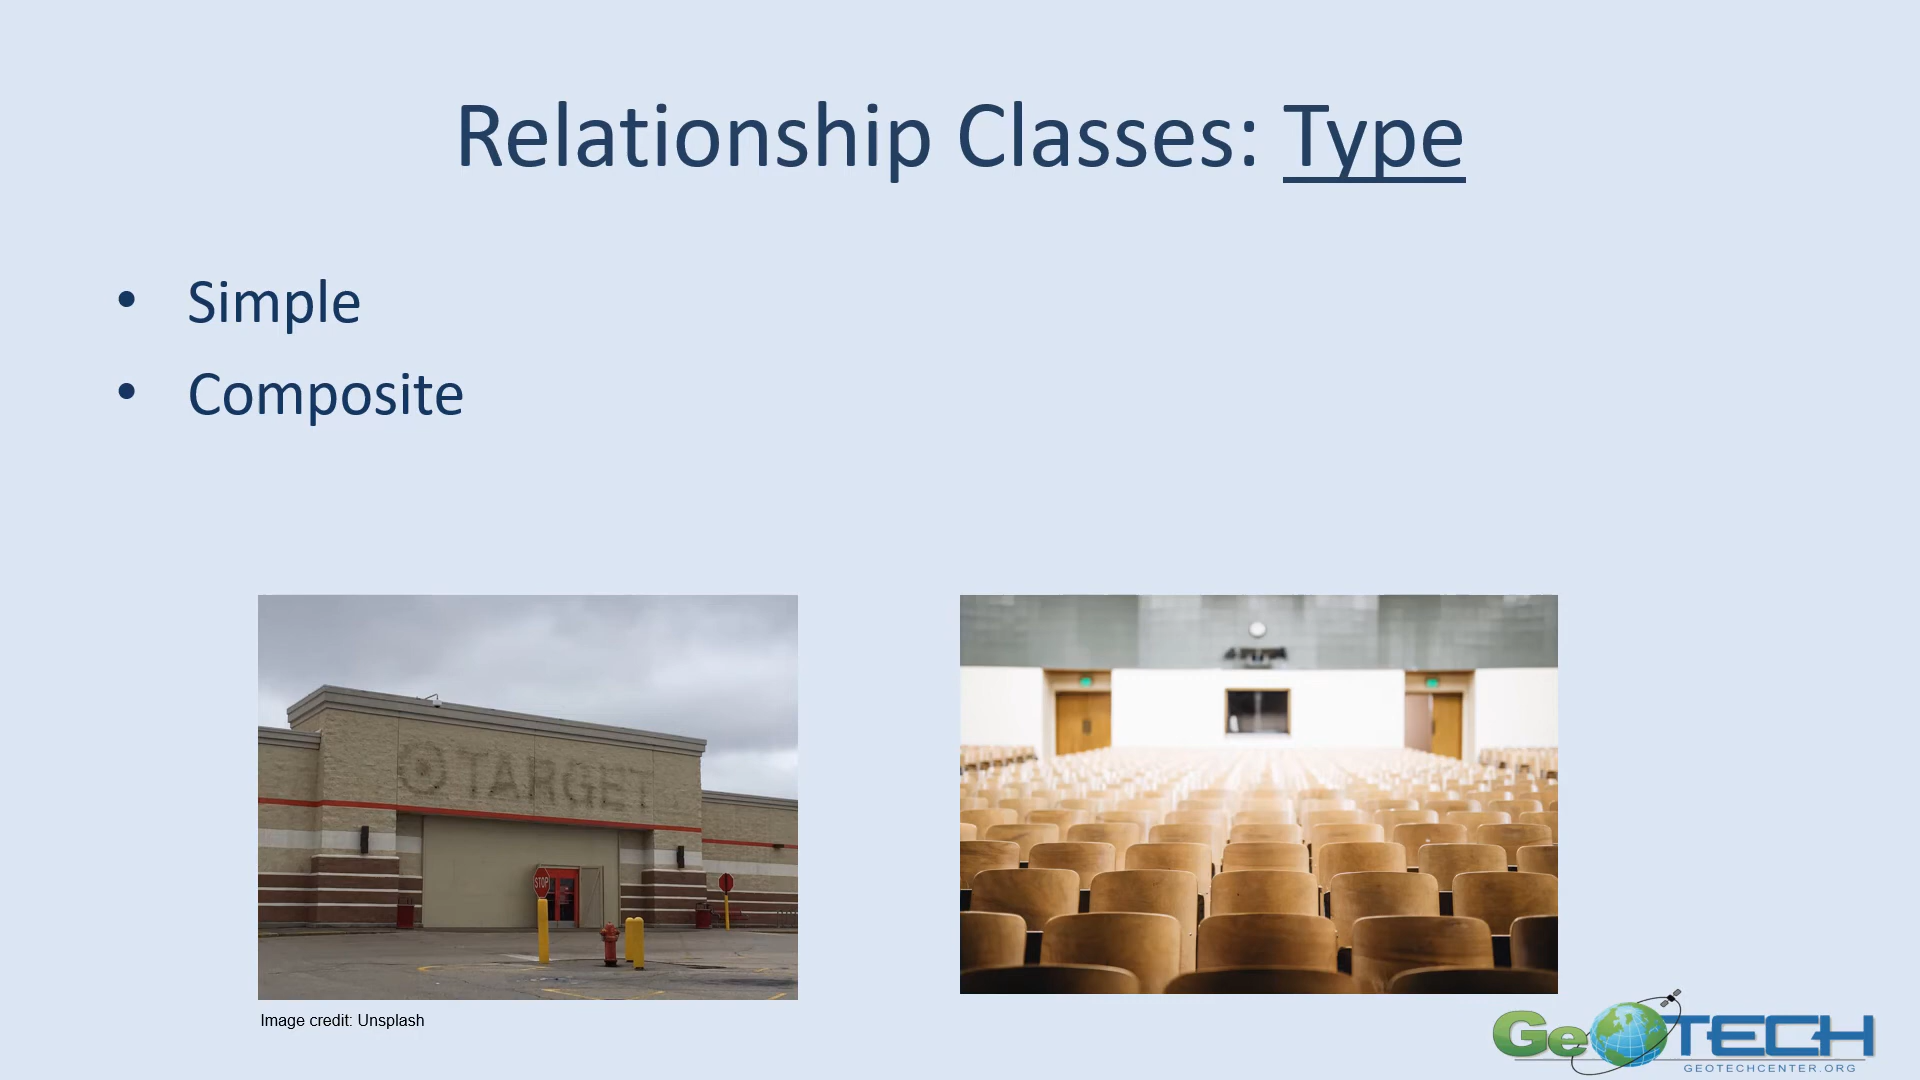 Relationship Classes: Type
• Simple
• Composite
TARGET
STOP
Image credit: Unsplash
GeoTECH
GEOTECHCENTER.ORG